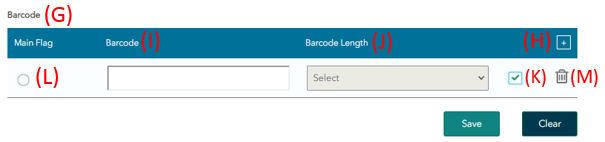 Barcode (G)
Main Flag Barcode (I) Barcode Length (J) (H) +
(L) Select (K) (M)
Save Clear